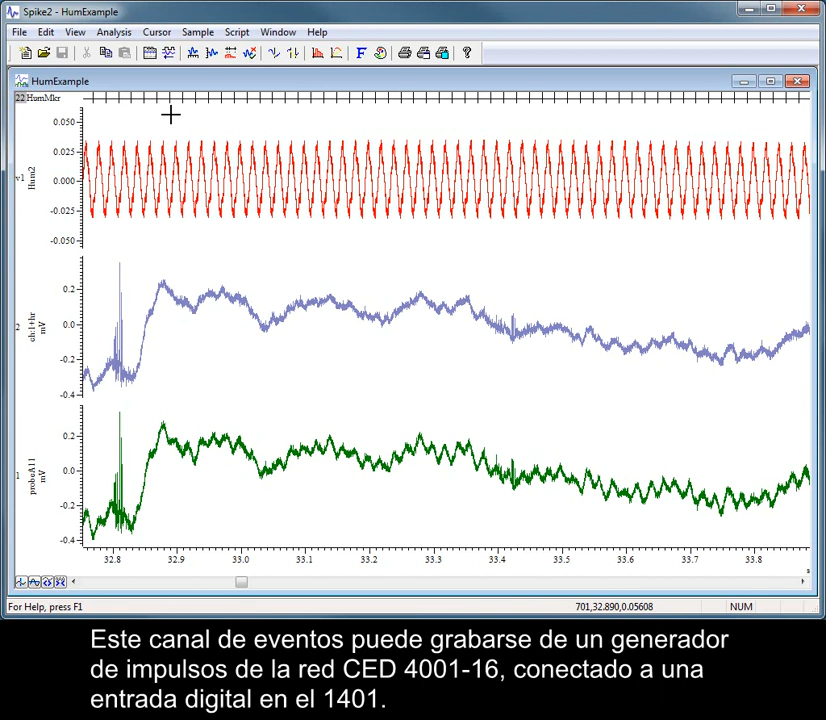 Spike2 - HumExample
File Edit View Analysis Cursor Sample Script Window Help
HumExample
22 HumMkr
0.050
0.025
v1 Hum2 0.000
-0.025
-0.050
0.2
2 ch:1+hr mV 0.0
-0.2
-0.4
0.2
1 probeA11 mV 0.0
-0.2
-0.4
32.8 32.9 33.0 33.1 33.2 33.3 33.4 33.5 33.6 33.7 33.8
s
For Help, press F1 701,32.890,0.05608 NUM
Este canal de eventos puede grabarse de un generador
de impulsos de la red CED 4001-16, conectado a una
entrada digital en el 1401.